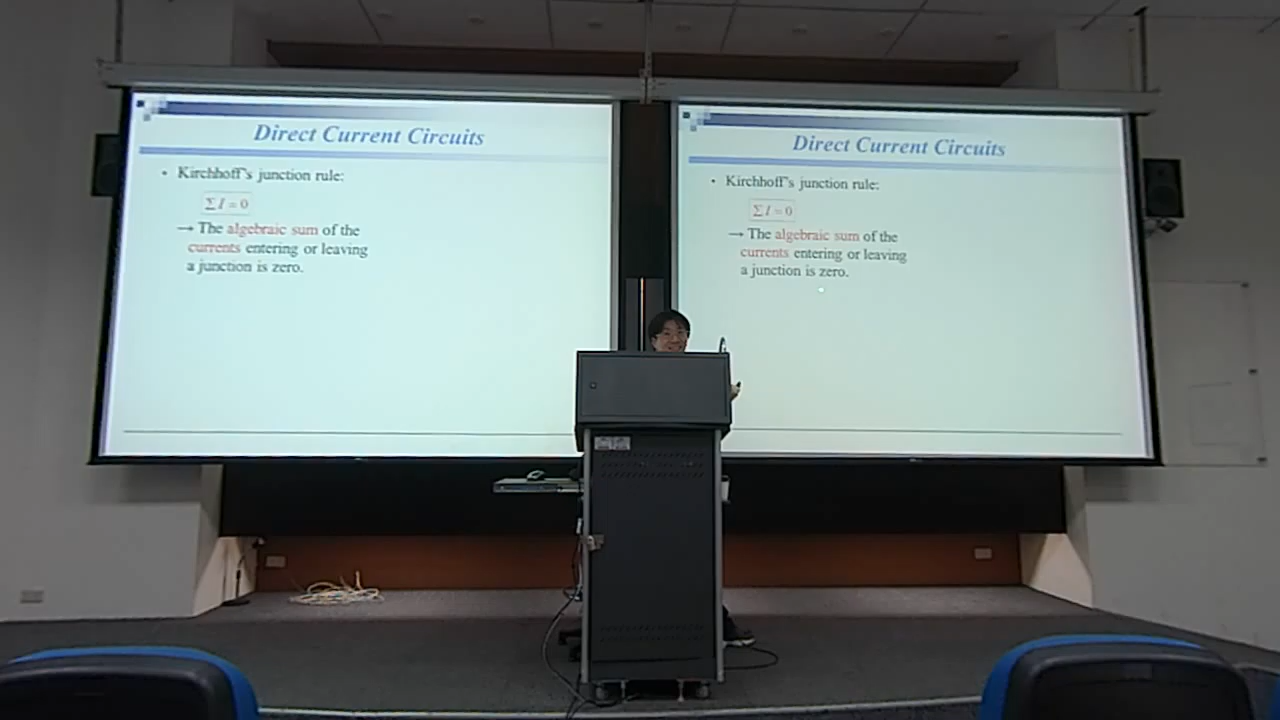 Direct Current Circuits
• Kirchhoff's junction rule:
∑ I = 0
→ The algebraic sum of the
currents entering or leaving
a junction is zero.
Direct Current Circuits
• Kirchhoff's junction rule:
∑ I = 0
→ The algebraic sum of the
currents entering or leaving
a junction is zero.